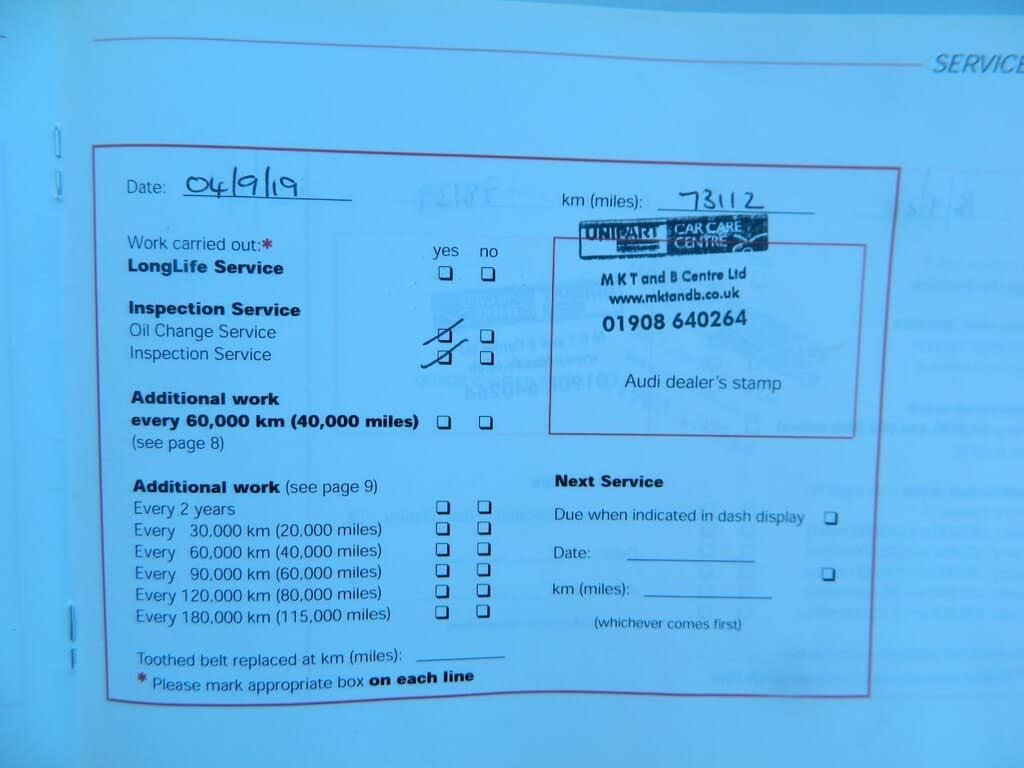 SERVICE
Date: 04/9/19
km (miles): 73112
UNIPART CAR CARE CENTRE
M K T and B Centre Ltd
www.mktandb.co.uk
01908 640264
Audi dealer's stamp
Work carried out:*
yes no
LongLife Service
Inspection Service
Oil Change Service
Inspection Service
Additional work
every 60,000 km (40,000 miles)
(see page 8)
Additional work (see page 9)
Every 2 years
Every 30,000 km (20,000 miles)
Every 60,000 km (40,000 miles)
Every 90,000 km (60,000 miles)
Every 120,000 km (80,000 miles)
Every 180,000 km (115,000 miles)
Toothed belt replaced at km (miles):
* Please mark appropriate box on each line
Next Service
Due when indicated in dash display
Date:
km (miles):
(whichever comes first)